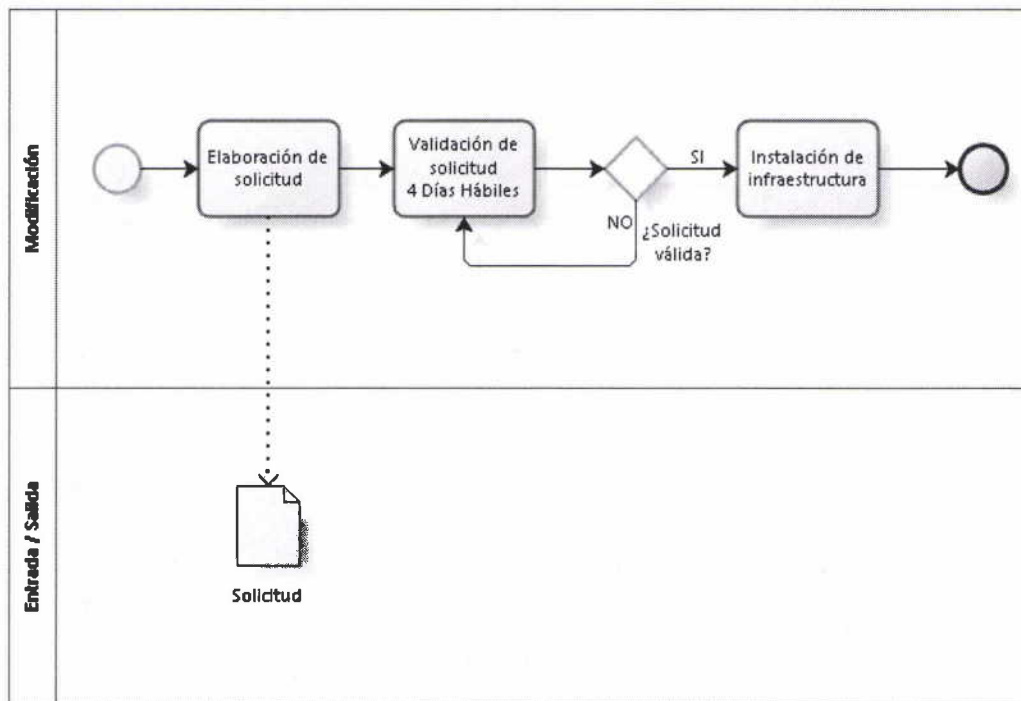 Modificación
Elaboración de
solicitud
Validación de
solicitud
4 Días Hábiles
SI
NO
¿Solicitud
válida?
Instalación de
infraestructura
Entrada / Salida
Solicitud